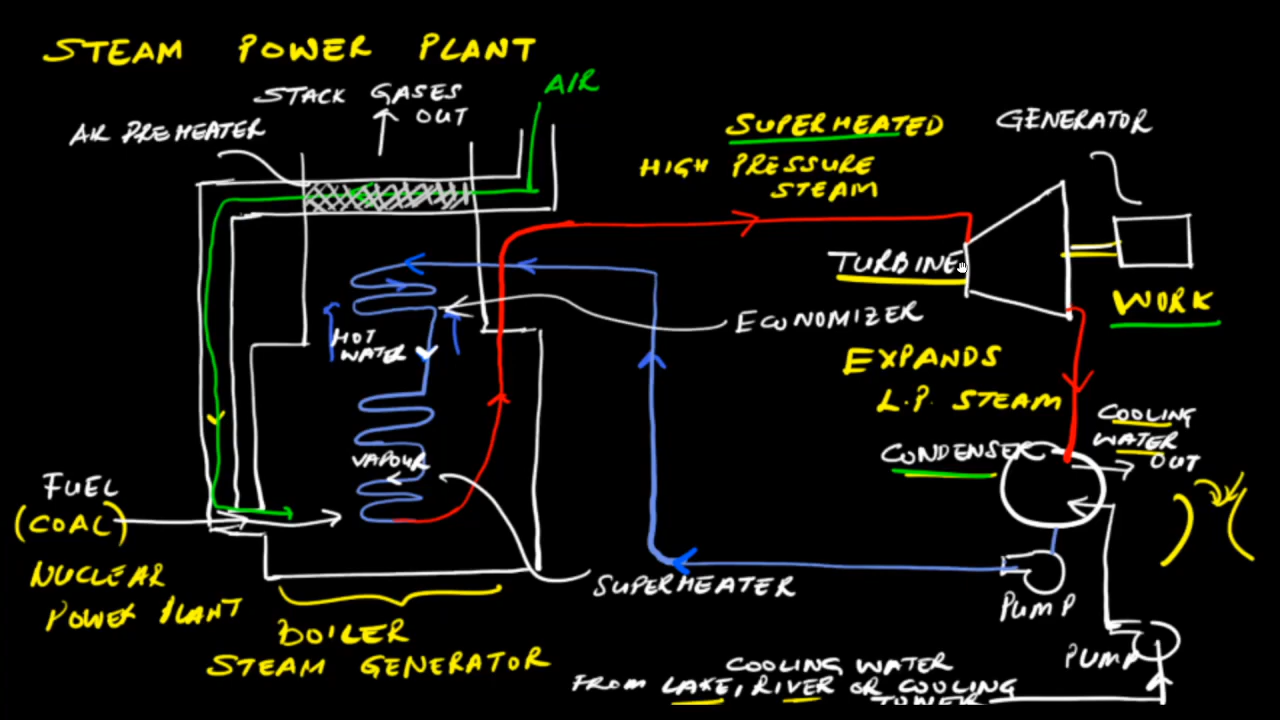 STEAM POWER PLANT
STACK GASES
OUT
AIR
AIR PREHEATER
SUPERHEATED
HIGH PRESSURE
STEAM
GENERATOR
TURBINE
WORK
HOT
WATER
ECONOMIZER
EXPANDS
L.P. STEAM
COOLING
WATER
OUT
CONDENSER
VAPOUR
FUEL
(COAL)
NUCLEAR
POWER PLANT
SUPERHEATER
PUMP
BOILER
STEAM GENERATOR
PUMP
COOLING WATER
FROM LAKE, RIVER OR COOLING
TOWER